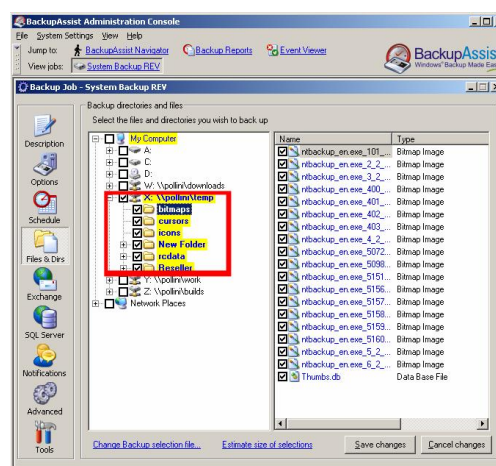 BackupAssist Administration Console
File System Settings View Help
Jump to: BackupAssist Navigator Backup Reports Event Viewer
View jobs: System Backup REV
BackupAssis
Windows Backup Made Eas
Backup Job - System Backup REV
Description
Options
Schedule
Files & Dirs
Exchange
SQL Server
Notifications
Advanced
Tools
Backup directories and files
Select the files and directories you wish to back up
My Computer
A:
C:
D:
W: \\pollini\downloads
X: \\pollini\temp
bitmaps
cursors
icons
New Folder
rcdata
Reseller
Y: \\pollini\work
Z: \\pollini\builds
Network Places
Name Type
ntbackup_en.exe_101_... Bitmap Image
ntbackup_en.exe_2_2_... Bitmap Image
ntbackup_en.exe_3_2_... Bitmap Image
ntbackup_en.exe_400_... Bitmap Image
ntbackup_en.exe_401_... Bitmap Image
ntbackup_en.exe_402_... Bitmap Image
ntbackup_en.exe_403_... Bitmap Image
ntbackup_en.exe_4_2_... Bitmap Image
ntbackup_en.exe_5072... Bitmap Image
ntbackup_en.exe_5098... Bitmap Image
ntbackup_en.exe_5151... Bitmap Image
ntbackup_en.exe_5156... Bitmap Image
ntbackup_en.exe_5157... Bitmap Image
ntbackup_en.exe_5158... Bitmap Image
ntbackup_en.exe_5159... Bitmap Image
ntbackup_en.exe_5160... Bitmap Image
ntbackup_en.exe_5_2_... Bitmap Image
ntbackup_en.exe_6_2_... Bitmap Image
Thumbs.db Data Base File
Change Backup selection file... Estimate size of selections Save changes Cancel changes